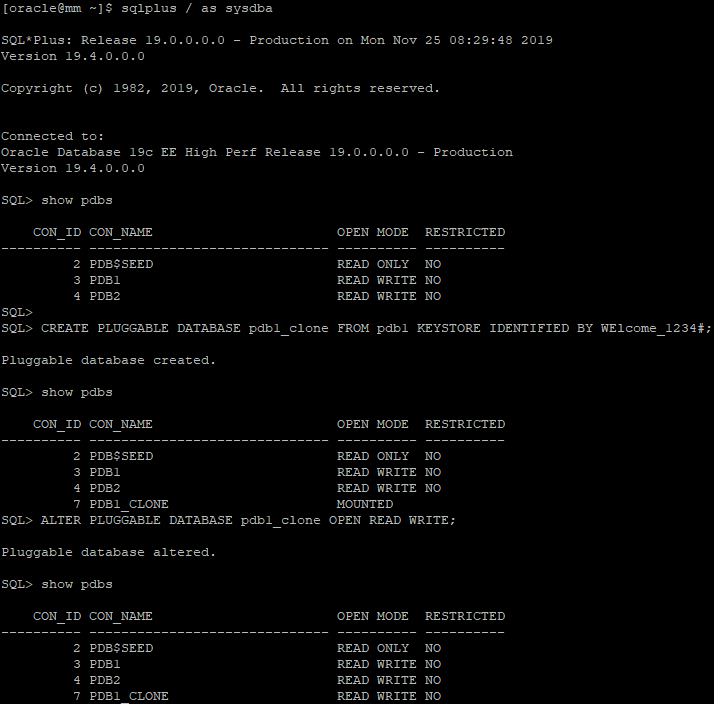 [oracle@mm ~]$ sqlplus / as sysdba
SQL*Plus: Release 19.0.0.0.0 - Production on Mon Nov 25 08:29:48 2019
Version 19.4.0.0.0
Copyright (c) 1982, 2019, Oracle.  All rights reserved.
Connected to:
Oracle Database 19c EE High Perf Release 19.0.0.0.0 - Production
Version 19.4.0.0.0
SQL> show pdbs
    CON_ID CON_NAME                       OPEN MODE  RESTRICTED
---------- ------------------------------ ---------- ----------
         2 PDB$SEED                       READ ONLY  NO
         3 PDB1                           READ WRITE NO
         4 PDB2                           READ WRITE NO
SQL>
SQL> CREATE PLUGGABLE DATABASE pdb1_clone FROM pdb1 KEYSTORE IDENTIFIED BY WElcome_1234#;
Pluggable database created.
SQL> show pdbs
    CON_ID CON_NAME                       OPEN MODE  RESTRICTED
---------- ------------------------------ ---------- ----------
         2 PDB$SEED                       READ ONLY  NO
         3 PDB1                           READ WRITE NO
         4 PDB2                           READ WRITE NO
         7 PDB1_CLONE                     MOUNTED
SQL> ALTER PLUGGABLE DATABASE pdb1_clone OPEN READ WRITE;
Pluggable database altered.
SQL> show pdbs
    CON_ID CON_NAME                       OPEN MODE  RESTRICTED
---------- ------------------------------ ---------- ----------
         2 PDB$SEED                       READ ONLY  NO
         3 PDB1                           READ WRITE NO
         4 PDB2                           READ WRITE NO
         7 PDB1_CLONE                     READ WRITE NO